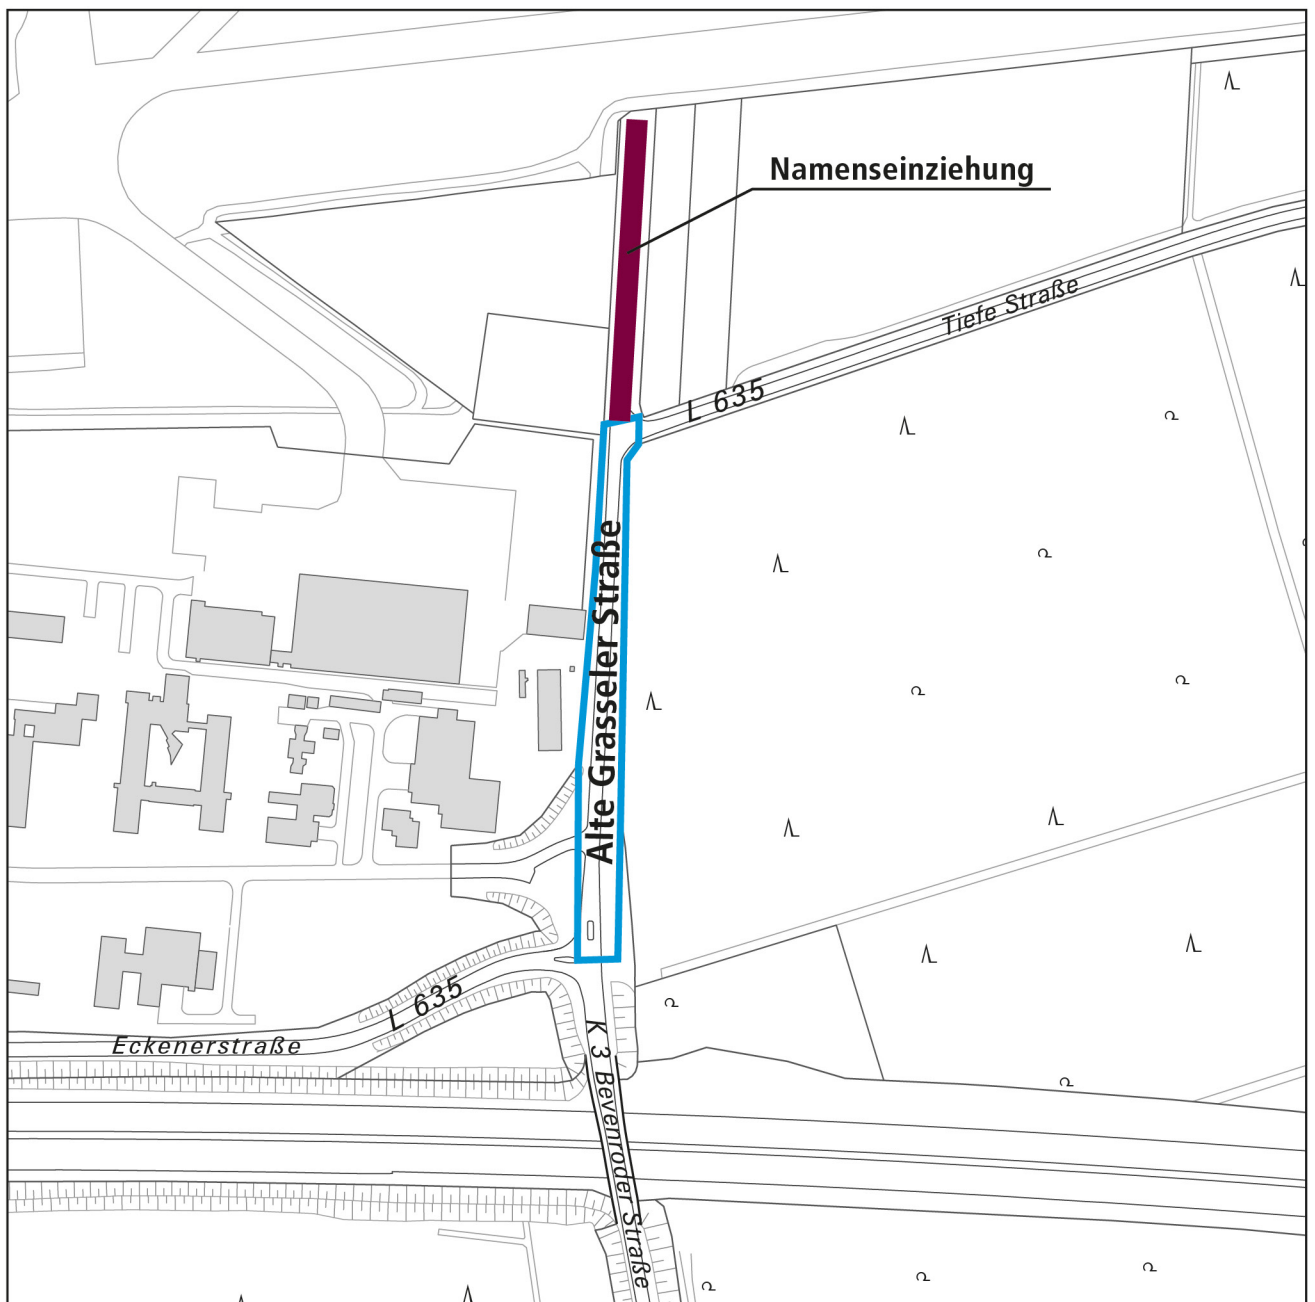 Namenseinziehung
Tiefe Straße
L 635
Alte Grasseler Straße
L 635
Eckenerstraße
K 3
Bevenroder Straße